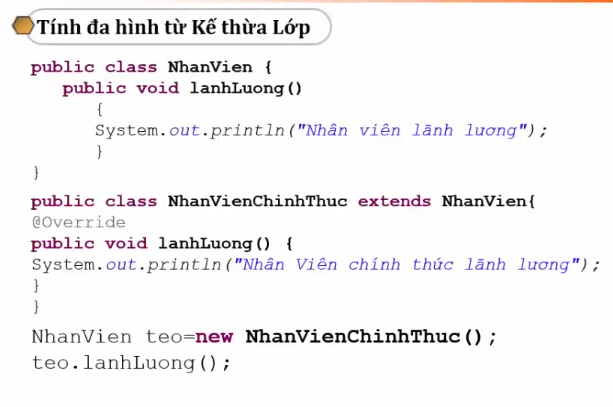 Tính đa hình từ Kế thừa Lớp
public class NhanVien {
public void lanhLuong()
{
System.out.println("Nhân viên lãnh lương");
}
}
public class NhanVienChinhThuc extends NhanVien{
@Override
public void lanhLuong() {
System.out.println("Nhân Viên chính thức lãnh lương");
}
}
NhanVien teo=new NhanVienChinhThuc();
teo.lanhLuong();